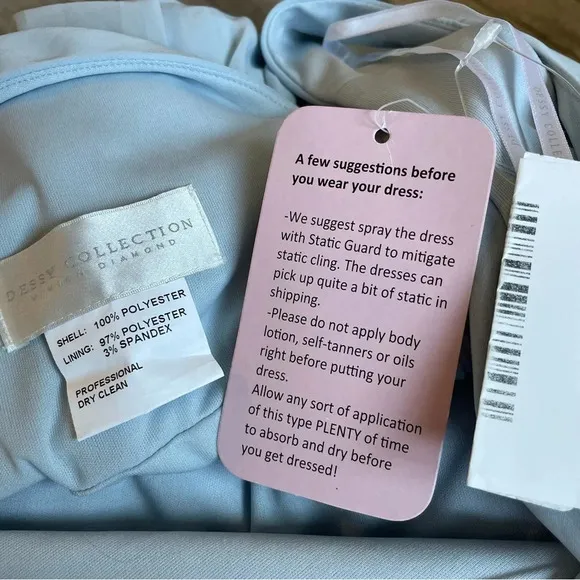 DESSY COLLECTION
VIVIAN DIAMOND
SHELL: 100% POLYESTER
LINING: 97% POLYESTER
3% SPANDEX
PROFESSIONAL
DRY CLEAN
A few suggestions before
you wear your dress:
-We suggest spray the dress
with Static Guard to mitigate
static cling. The dresses can
pick up quite a bit of static in
shipping.
-Please do not apply body
lotion, self-tanners or oils
right before putting your
dress.
Allow any sort of application
of this type PLENTY of time
to absorb and dry before
you get dressed!